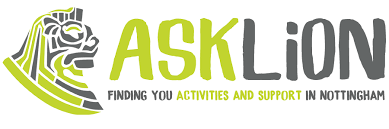 ASKLiON
FINDING YOU ACTIVITIES AND SUPPORT IN NOTTINGHAM